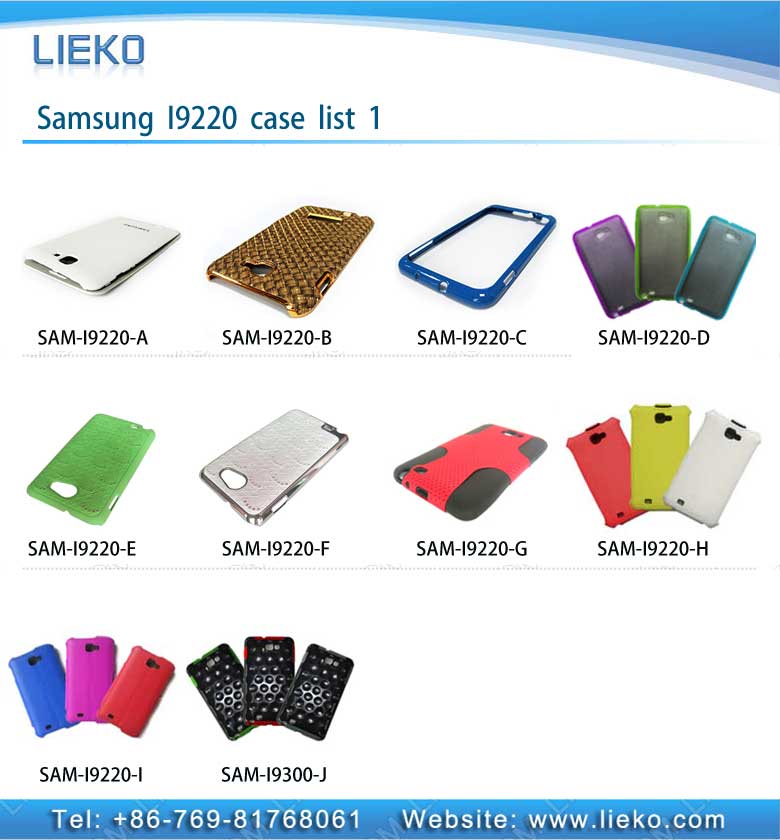 LIEKO
Samsung I9220 case list 1
SAM-I9220-A SAM-I9220-B SAM-I9220-C SAM-I9220-D
SAM-I9220-E SAM-I9220-F SAM-I9220-G SAM-I9220-H
SAM-I9220-I SAM-I9300-J
Tel: +86-769-81768061 Website: www.lieko.com